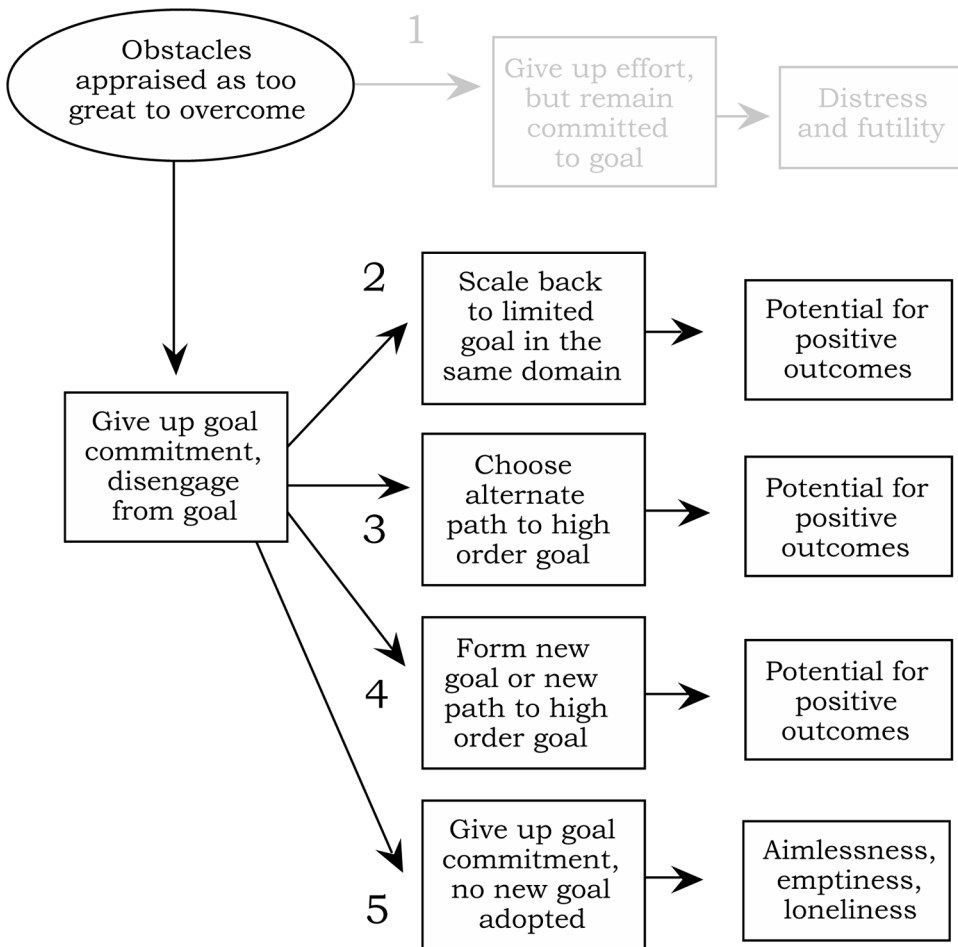 Obstacles
appraised as too
great to overcome
1
Give up effort,
but remain
committed
to goal
Distress
and futility
2
Scale back
to limited
goal in the
same domain
Potential for
positive
outcomes
Give up goal
commitment,
disengage
from goal
3
Choose
alternate
path to high
order goal
Potential for
positive
outcomes
4
Form new
goal or new
path to high
order goal
Potential for
positive
outcomes
5
Give up goal
commitment,
no new goal
adopted
Aimlessness,
emptiness,
loneliness